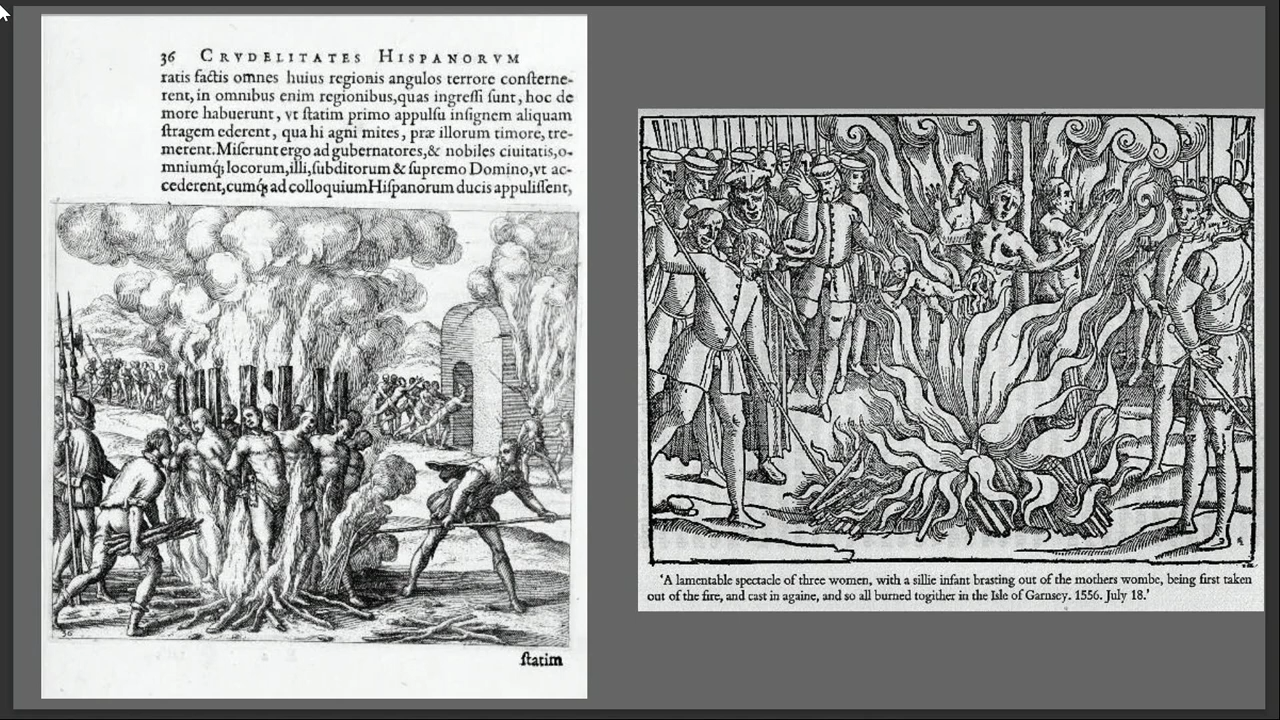 36 CRVDELITATES HISPANORVM
ratis factis omnes huius regionis angulos terrore conſterne-
rent, in omnibus enim regionibus, quas ingreſſi ſunt, hoc de
more habuerunt, vt ſtatim primo appulſu inſignem aliquam
ſtragem ederent, qua hi agni mites, præ illorum timore, tre-
merent. Miſerunt ergo ad gubernatores, & nobiles ciuitatis, o-
mniumq́; locorum, illi, ſubditorum & ſupremo Domino, vt ac-
cederent, cumq́; ad colloquium Hiſpanorum ducis appuliſſent,
ſtatim
'A lamentable spectacle of three women, with a sillie infant brasting out of the mothers wombe, being first taken
out of the fire, and cast in againe, and so all burned togither in the Isle of Garnsey. 1556. July 18.'